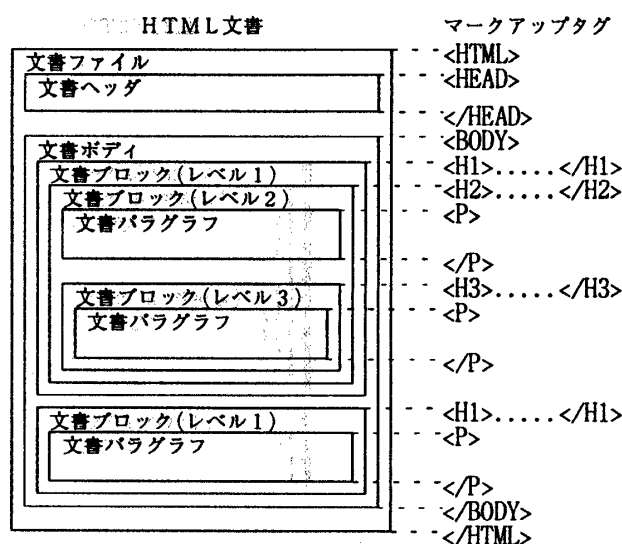 HTML文書 マークアップタグ
文書ファイル <HTML>
文書ヘッダ <HEAD>
</HEAD>
文書ボディ <BODY>
文書ブロック(レベル1) <H1>.....</H1>
文書ブロック(レベル2) <H2>.....</H2>
文書パラグラフ <P>
</P>
文書ブロック(レベル3) <H3>.....</H3>
文書パラグラフ <P>
</P>
文書ブロック(レベル1) <H1>.....</H1>
文書パラグラフ <P>
</P>
</BODY>
</HTML>